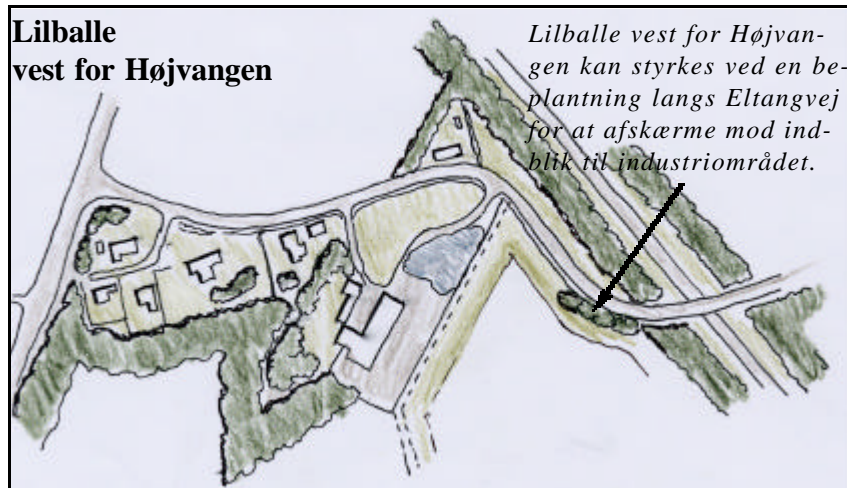 Lilballe
vest for Højvangen
Lilballe vest for Højvan-
gen kan styrkes ved en be-
plantning langs Eltangvej
for at afskærme mod ind-
blik til industriområdet.